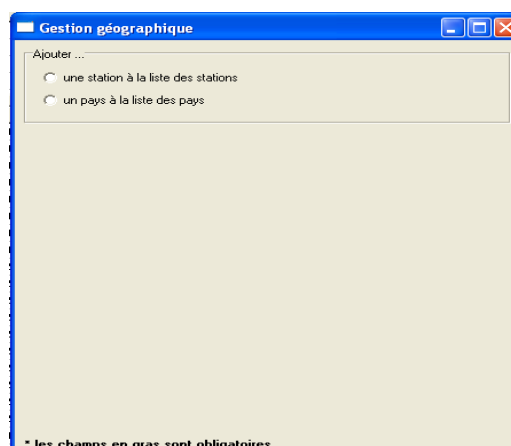 Gestion géographique
Ajouter ...
une station à la liste des stations
un pays à la liste des pays
* les champs en gras sont obligatoires